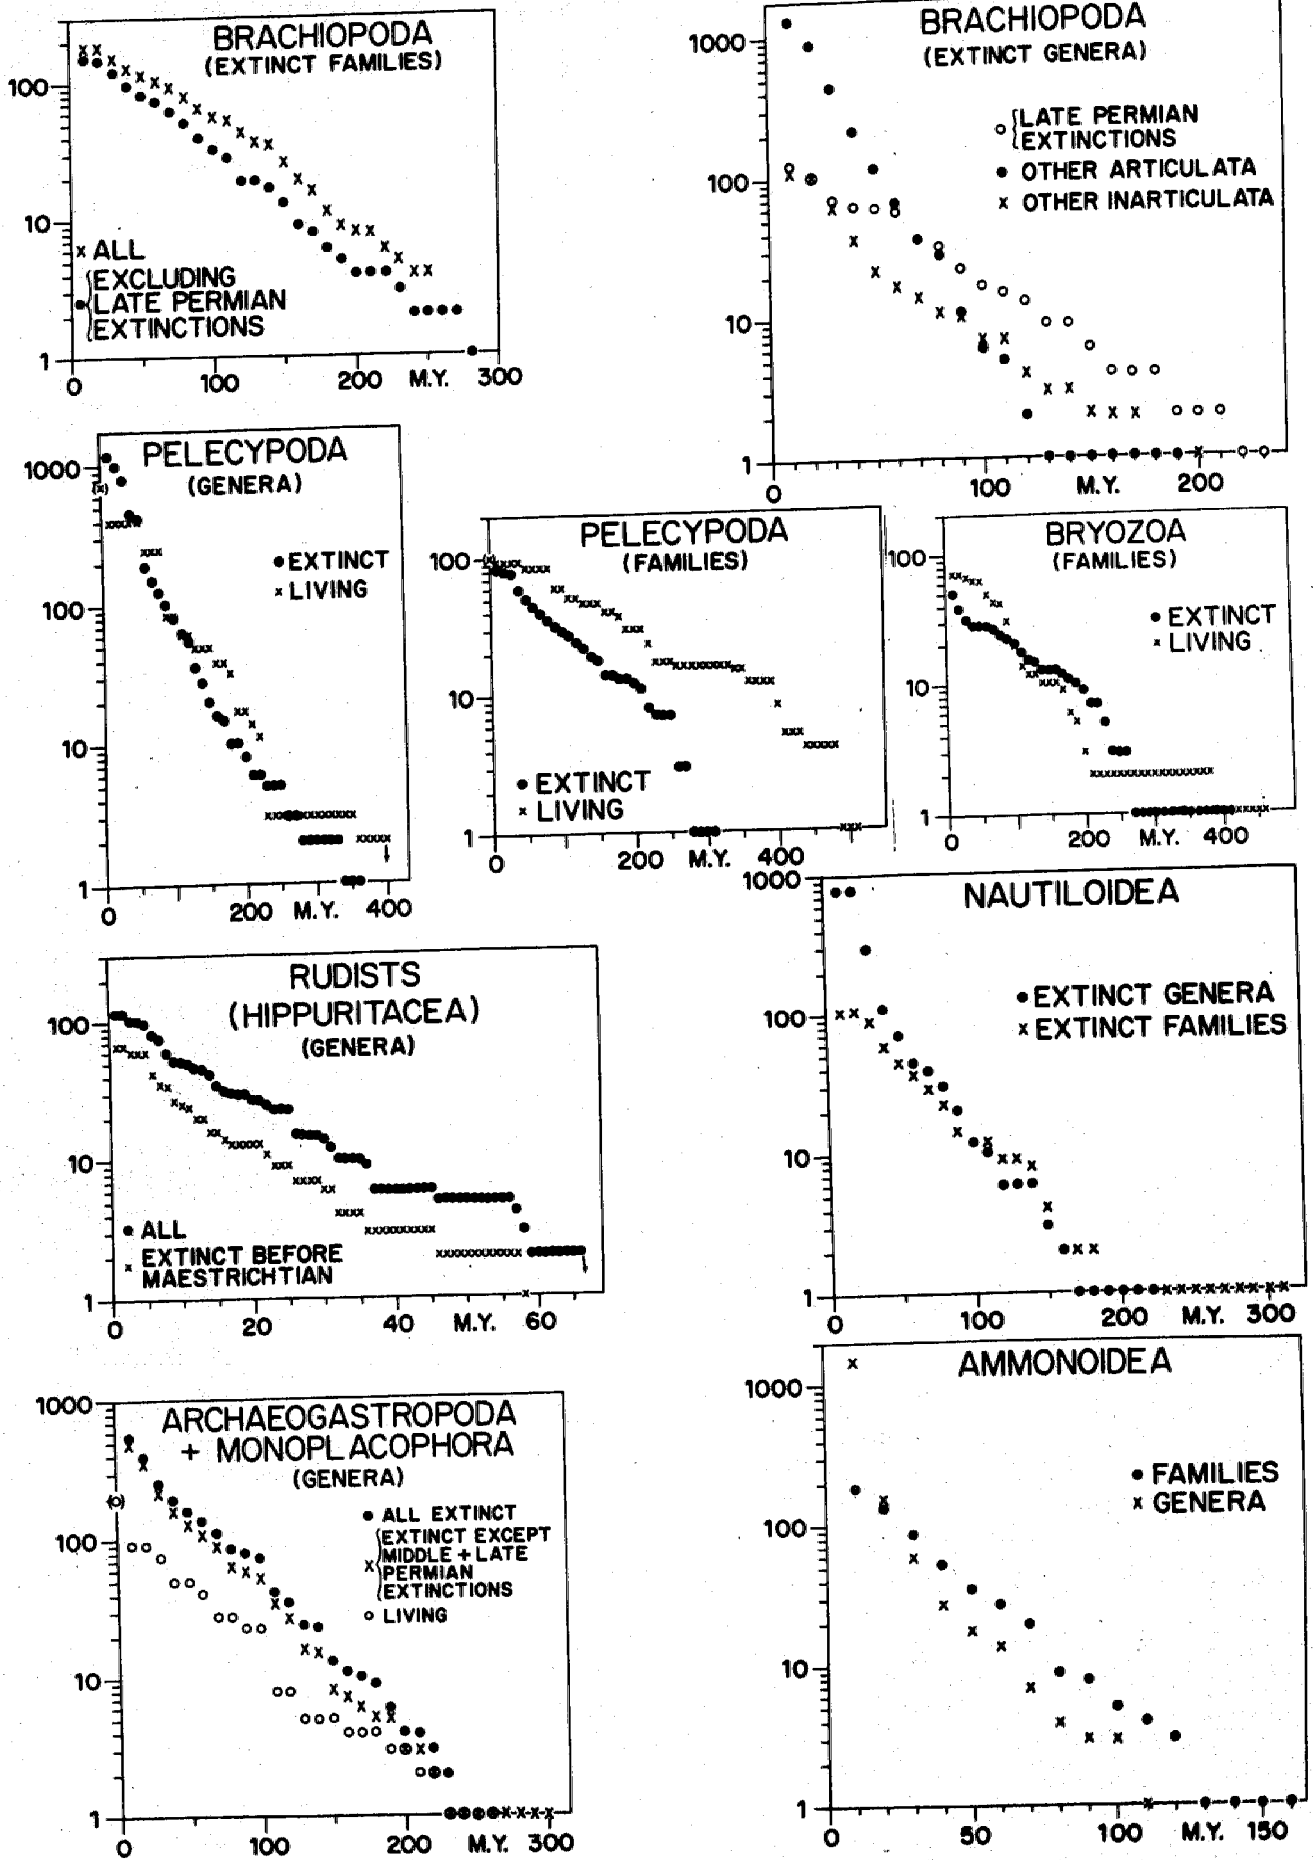 BRACHIOPODA
(EXTINCT FAMILIES)
100
10
1
x ALL
EXCLUDING
• LATE PERMIAN
EXTINCTIONS
0 100 200 M.Y. 300
BRACHIOPODA
(EXTINCT GENERA)
1000
100
10
1
LATE PERMIAN
o EXTINCTIONS
• OTHER ARTICULATA
x OTHER INARTICULATA
0 100 M.Y. 200
PELECYPODA
(GENERA)
1000
100
10
1
• EXTINCT
x LIVING
0 200 M.Y. 400
PELECYPODA
(FAMILIES)
100
10
1
• EXTINCT
x LIVING
0 200 M.Y. 400
BRYOZOA
(FAMILIES)
100
10
1
• EXTINCT
x LIVING
0 200 M.Y. 400
RUDISTS
(HIPPURITACEA)
(GENERA)
100
10
1
• ALL
x EXTINCT BEFORE
MAESTRICHTIAN
0 20 40 M.Y. 60
NAUTILOIDEA
1000
100
10
1
• EXTINCT GENERA
x EXTINCT FAMILIES
0 100 200 M.Y. 300
ARCHAEOGASTROPODA
+ MONOPLACOPHORA
(GENERA)
1000
100
10
1
• ALL EXTINCT
EXTINCT EXCEPT
MIDDLE + LATE
x PERMIAN
EXTINCTIONS
o LIVING
0 100 200 M.Y. 300
AMMONOIDEA
1000
100
10
1
• FAMILIES
x GENERA
0 50 100 M.Y. 150